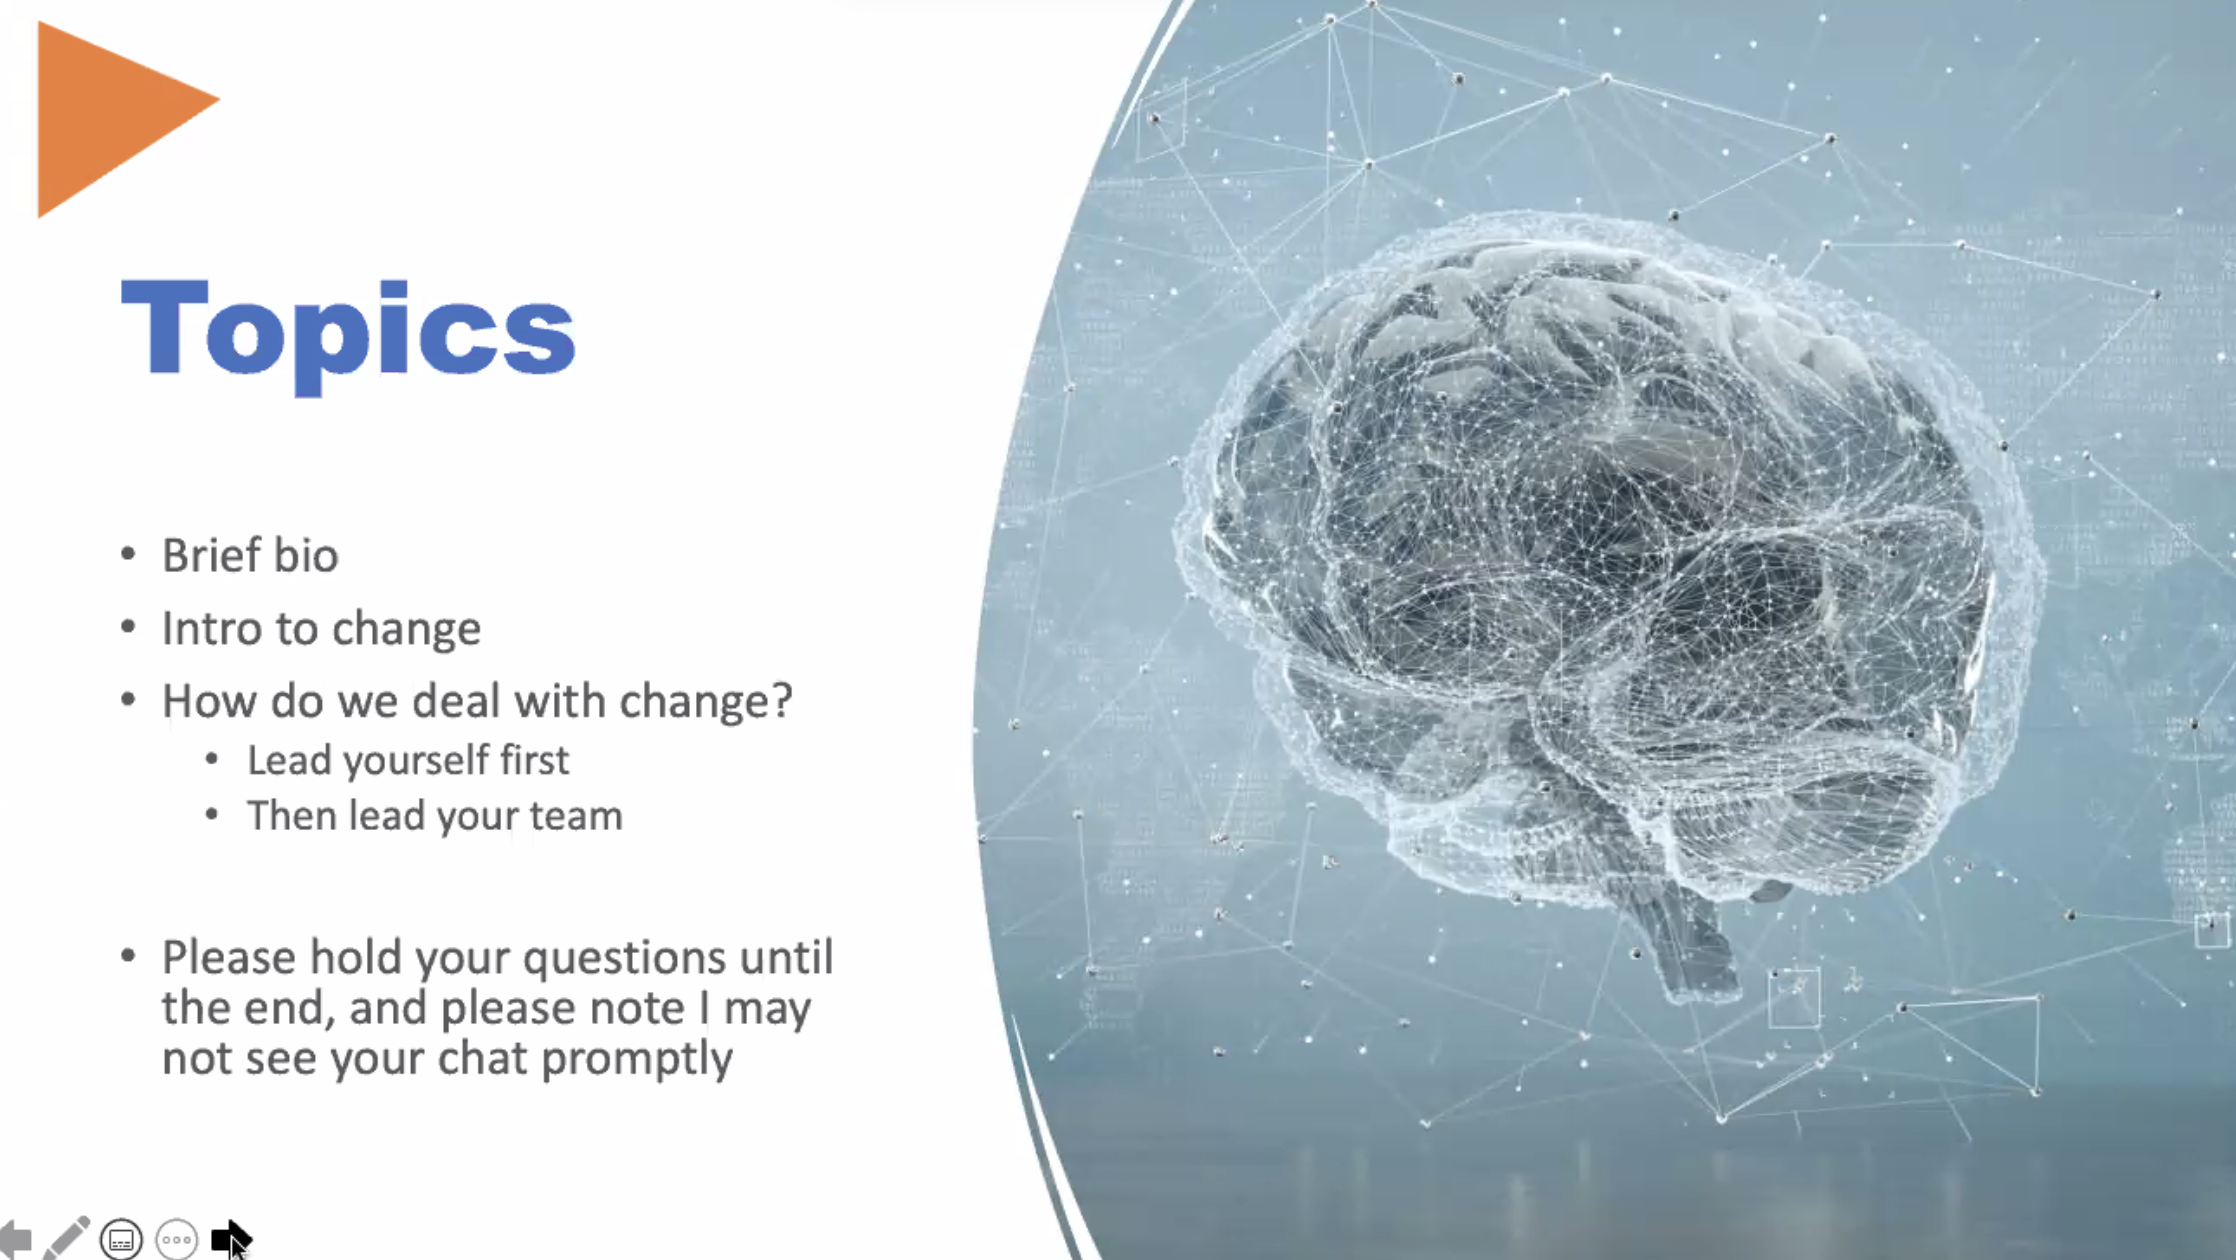 Topics
• Brief bio
• Intro to change
• How do we deal with change?
• Lead yourself first
• Then lead your team
• Please hold your questions until
the end, and please note I may
not see your chat promptly